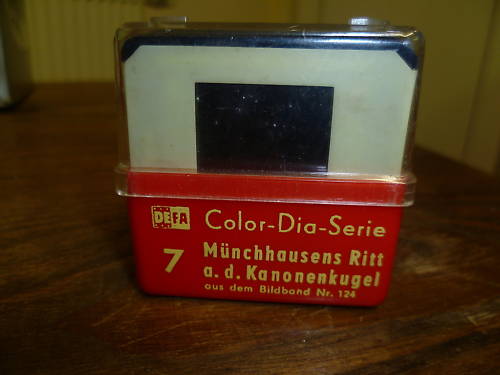 DEFA Color-Dia-Serie
7 Münchhausens Ritt
a. d. Kanonenkugel
aus dem Bildband Nr. 124